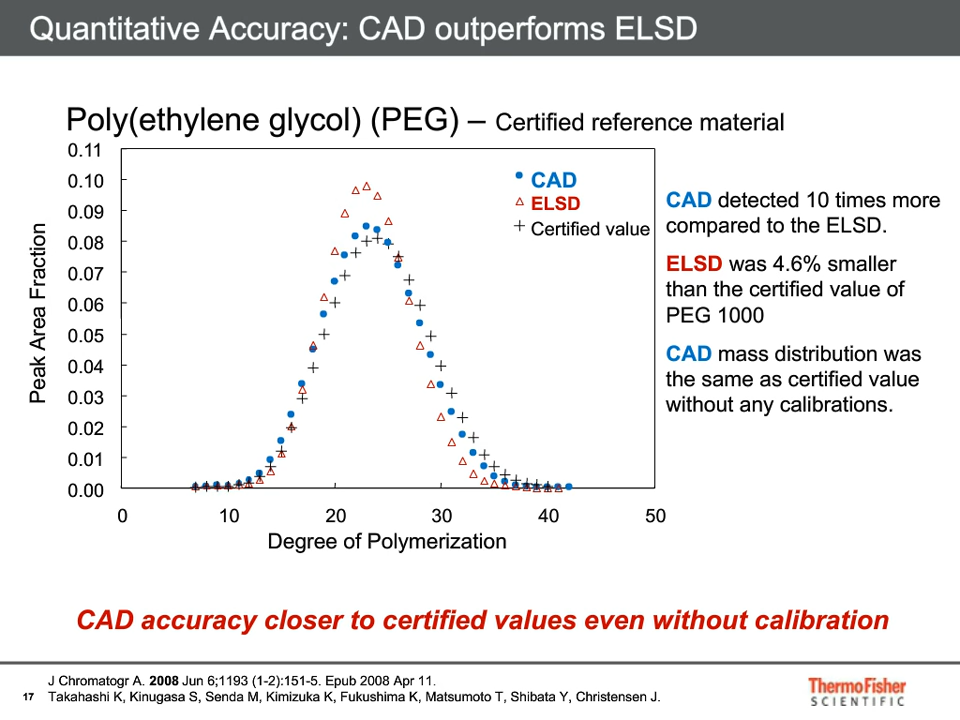 Quantitative Accuracy: CAD outperforms ELSD
Poly(ethylene glycol) (PEG) – Certified reference material
0.11
0.10
0.09
0.08
0.07
0.06
0.05
0.04
0.03
0.02
0.01
0.00
Peak Area Fraction
0 10 20 30 40 50
Degree of Polymerization
CAD
ELSD
Certified value
CAD detected 10 times more
compared to the ELSD.
ELSD was 4.6% smaller
than the certified value of
PEG 1000
CAD mass distribution was
the same as certified value
without any calibrations.
CAD accuracy closer to certified values even without calibration
J Chromatogr A. 2008 Jun 6;1193 (1-2):151-5. Epub 2008 Apr 11.
17 Takahashi K, Kinugasa S, Senda M, Kimizuka K, Fukushima K, Matsumoto T, Shibata Y, Christensen J.
ThermoFisher
SCIENTIFIC